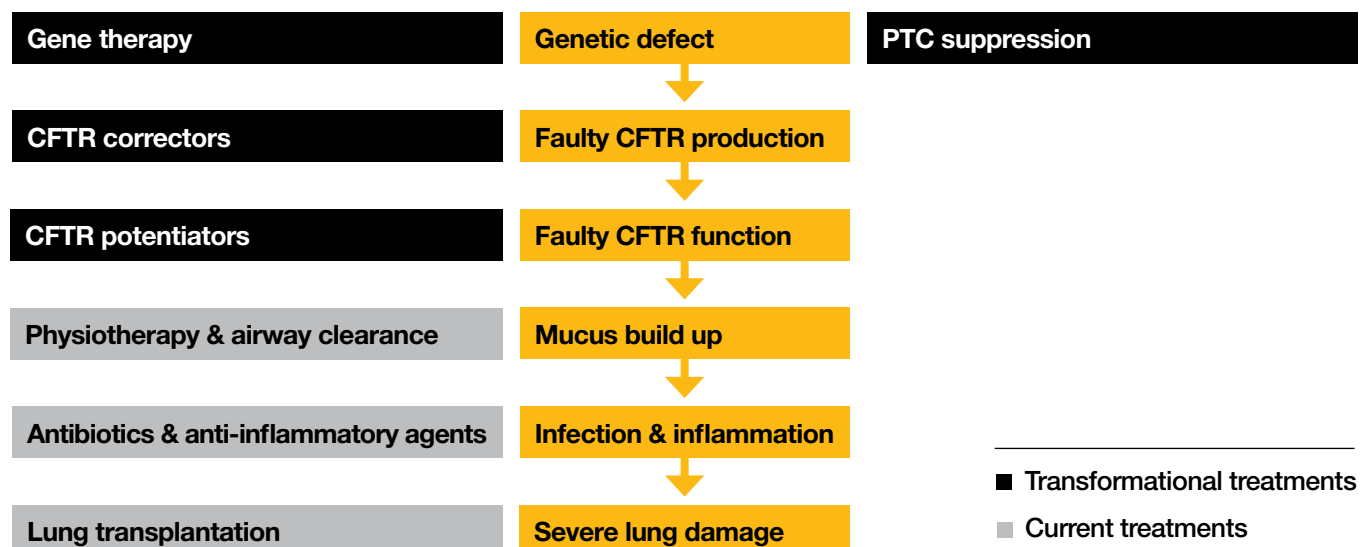 Gene therapy
Genetic defect
PTC suppression
CFTR correctors
Faulty CFTR production
CFTR potentiators
Faulty CFTR function
Physiotherapy & airway clearance
Mucus build up
Antibiotics & anti-inflammatory agents
Infection & inflammation
Lung transplantation
Severe lung damage
Transformational treatments
Current treatments